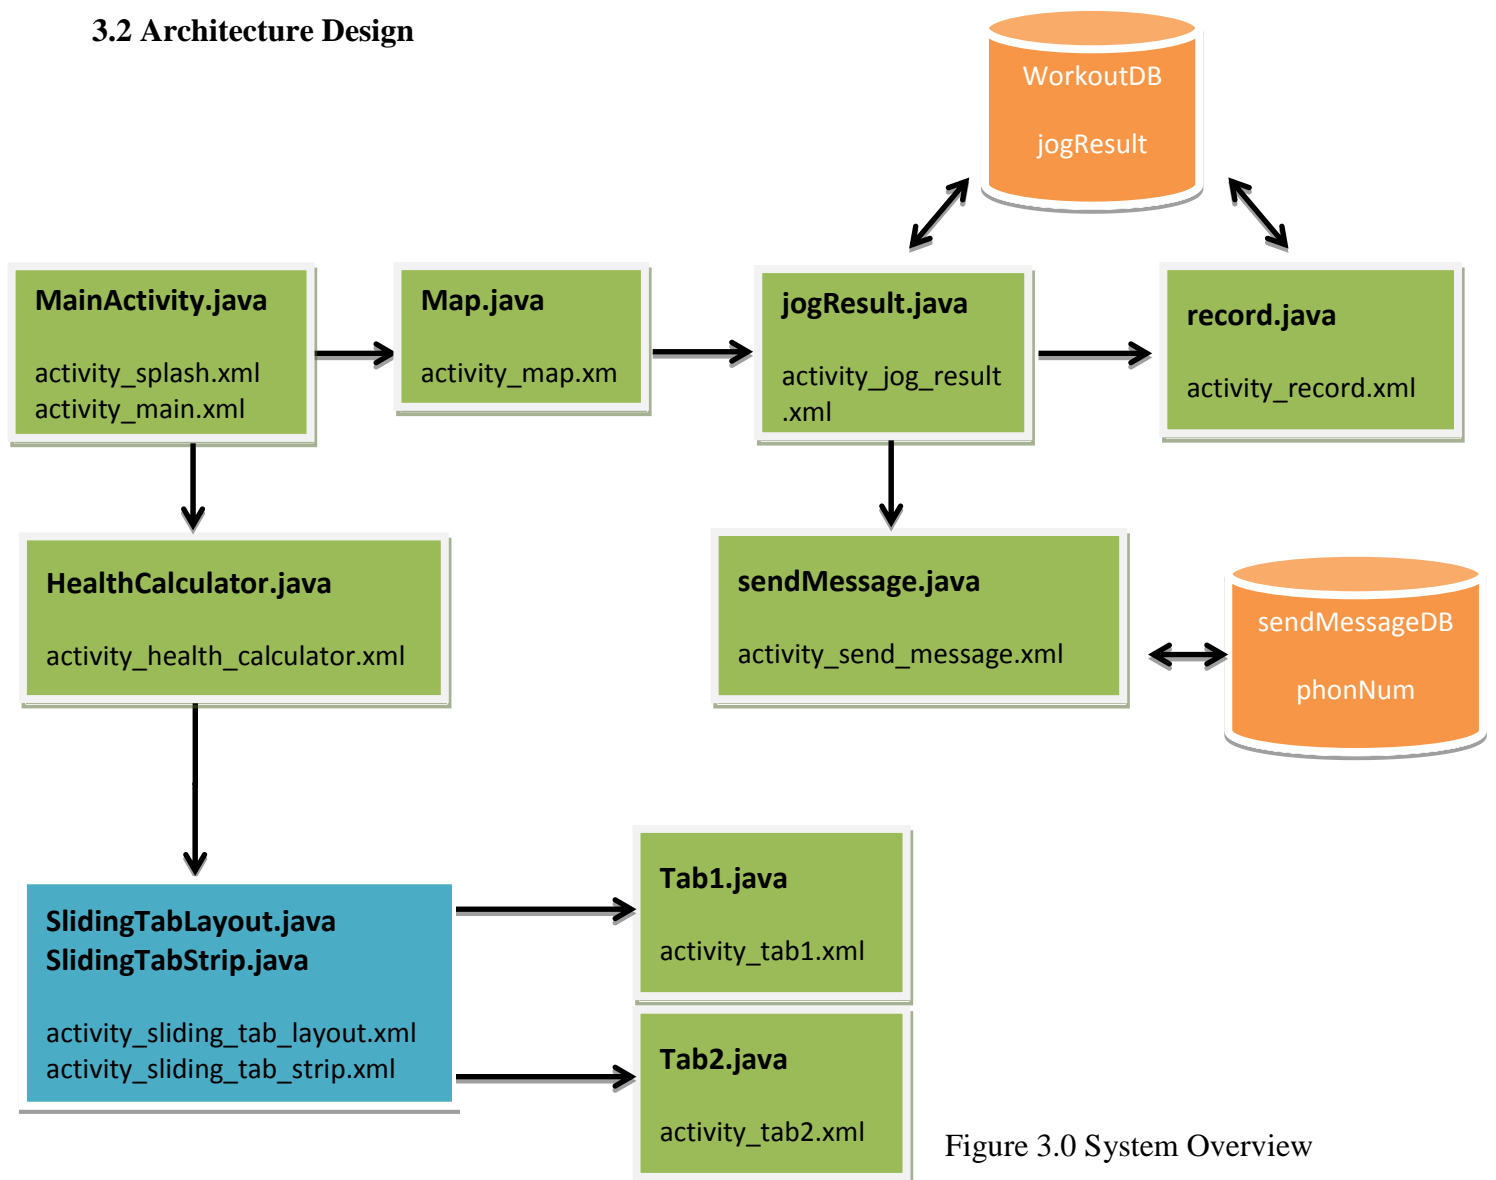 3.2 Architecture Design
WorkoutDB
jogResult
MainActivity.java
activity_splash.xml
activity_main.xml
Map.java
activity_map.xm
jogResult.java
activity_jog_result
.xml
record.java
activity_record.xml
HealthCalculator.java
activity_health_calculator.xml
sendMessage.java
activity_send_message.xml
sendMessageDB
phonNum
SlidingTabLayout.java
SlidingTabStrip.java
activity_sliding_tab_layout.xml
activity_sliding_tab_strip.xml
Tab1.java
activity_tab1.xml
Tab2.java
activity_tab2.xml
Figure 3.0 System Overview